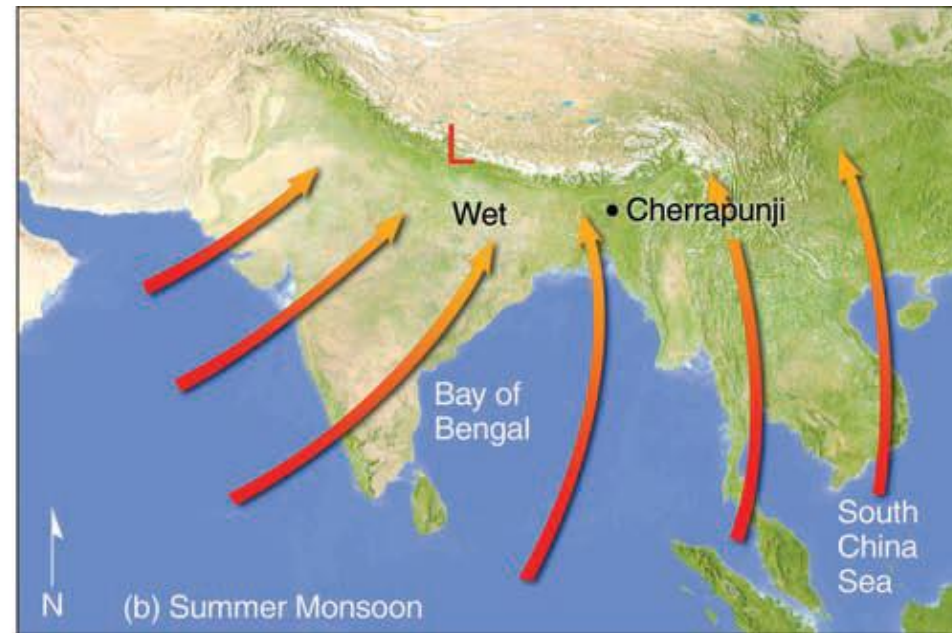 L
Wet
Cherrapunji
Bay of
Bengal
South
China
Sea
N
(b) Summer Monsoon